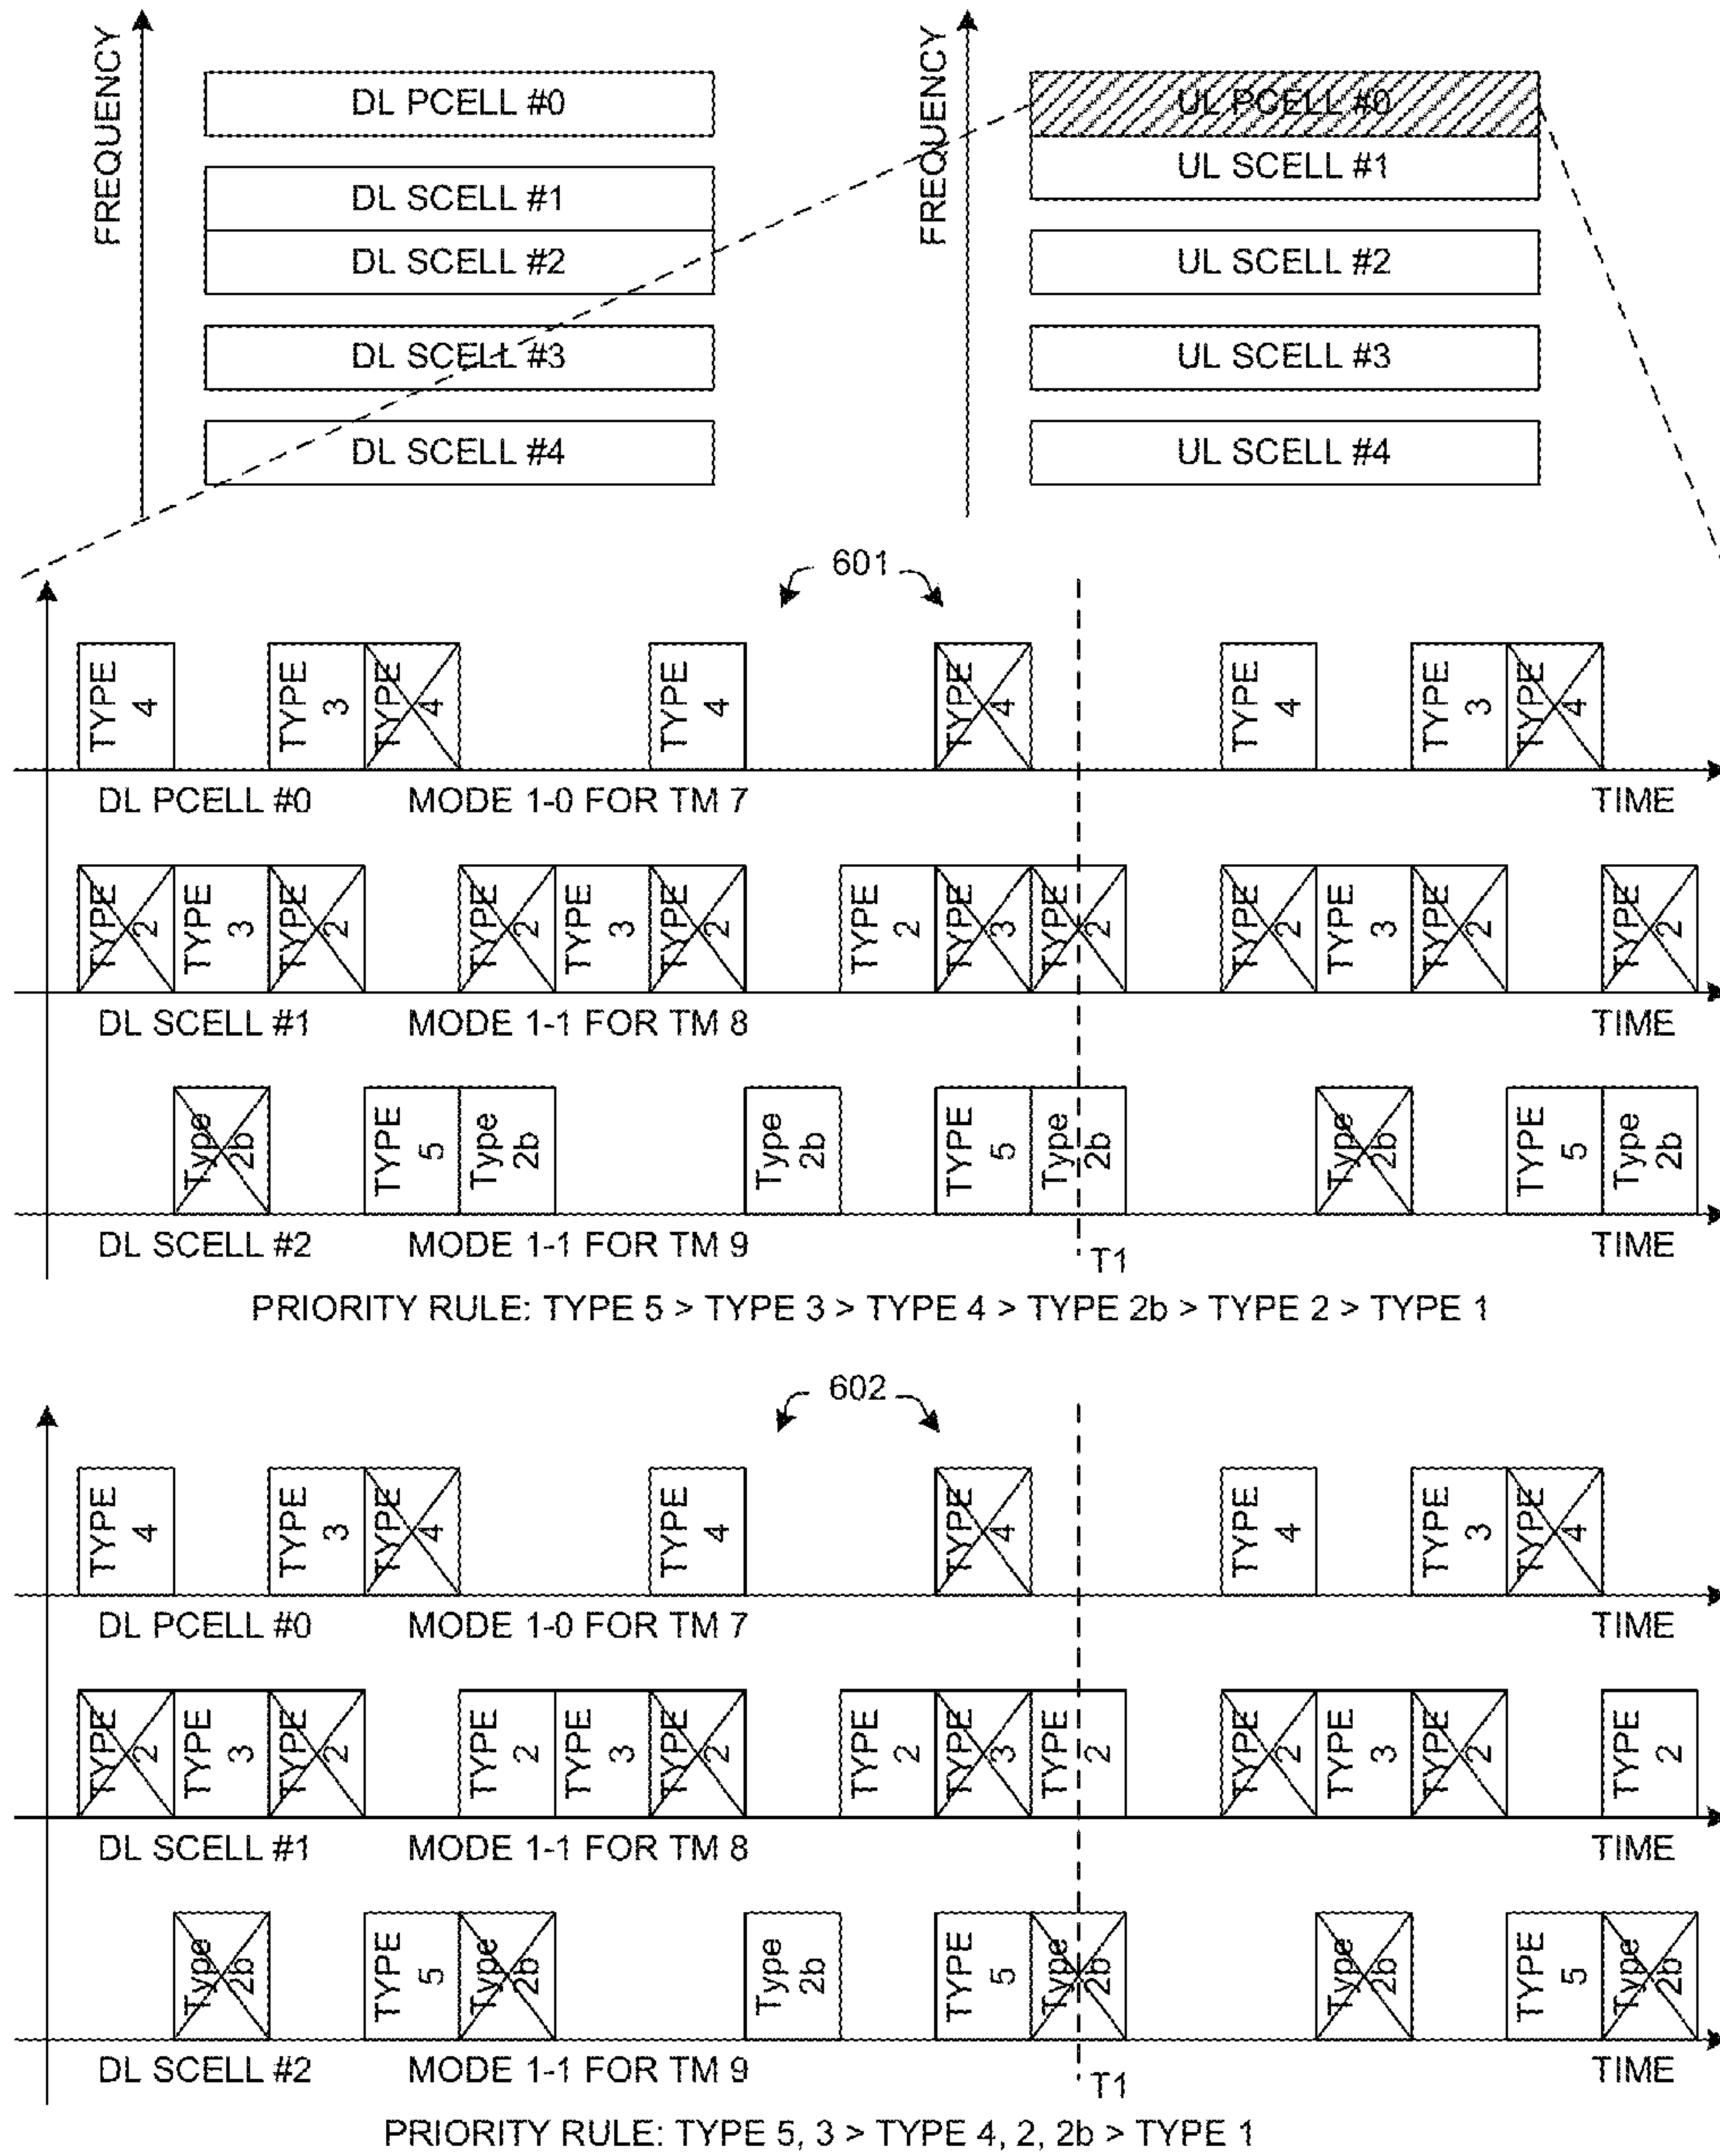 FREQUENCY
DL PCELL #0
DL SCELL #1
DL SCELL #2
DL SCELL #3
DL SCELL #4
FREQUENCY
UL PCELL #0
UL SCELL #1
UL SCELL #2
UL SCELL #3
UL SCELL #4
601
TYPE 4
TYPE 3
TYPE 4
TYPE 4
TYPE 4
TYPE 4
TYPE 3
TYPE 4
DL PCELL #0 MODE 1-0 FOR TM 7 TIME
TYPE 2
TYPE 3
TYPE 2
TYPE 2
TYPE 3
TYPE 2
TYPE 2
TYPE 3
TYPE 2
TYPE 2
TYPE 3
TYPE 2
TYPE 2
DL SCELL #1 MODE 1-1 FOR TM 8 TIME
Type 2b
TYPE 5
Type 2b
Type 2b
TYPE 5
Type 2b
Type 2b
TYPE 5
Type 2b
DL SCELL #2 MODE 1-1 FOR TM 9 T1 TIME
PRIORITY RULE: TYPE 5 > TYPE 3 > TYPE 4 > TYPE 2b > TYPE 2 > TYPE 1
602
TYPE 4
TYPE 3
TYPE 4
TYPE 4
TYPE 4
TYPE 4
TYPE 3
TYPE 4
DL PCELL #0 MODE 1-0 FOR TM 7 TIME
TYPE 2
TYPE 3
TYPE 2
TYPE 2
TYPE 3
TYPE 2
TYPE 2
TYPE 3
TYPE 2
TYPE 2
TYPE 3
TYPE 2
TYPE 2
DL SCELL #1 MODE 1-1 FOR TM 8 TIME
Type 2b
TYPE 5
Type 2b
Type 2b
TYPE 5
Type 2b
Type 2b
TYPE 5
Type 2b
DL SCELL #2 MODE 1-1 FOR TM 9 T1 TIME
PRIORITY RULE: TYPE 5, 3 > TYPE 4, 2, 2b > TYPE 1